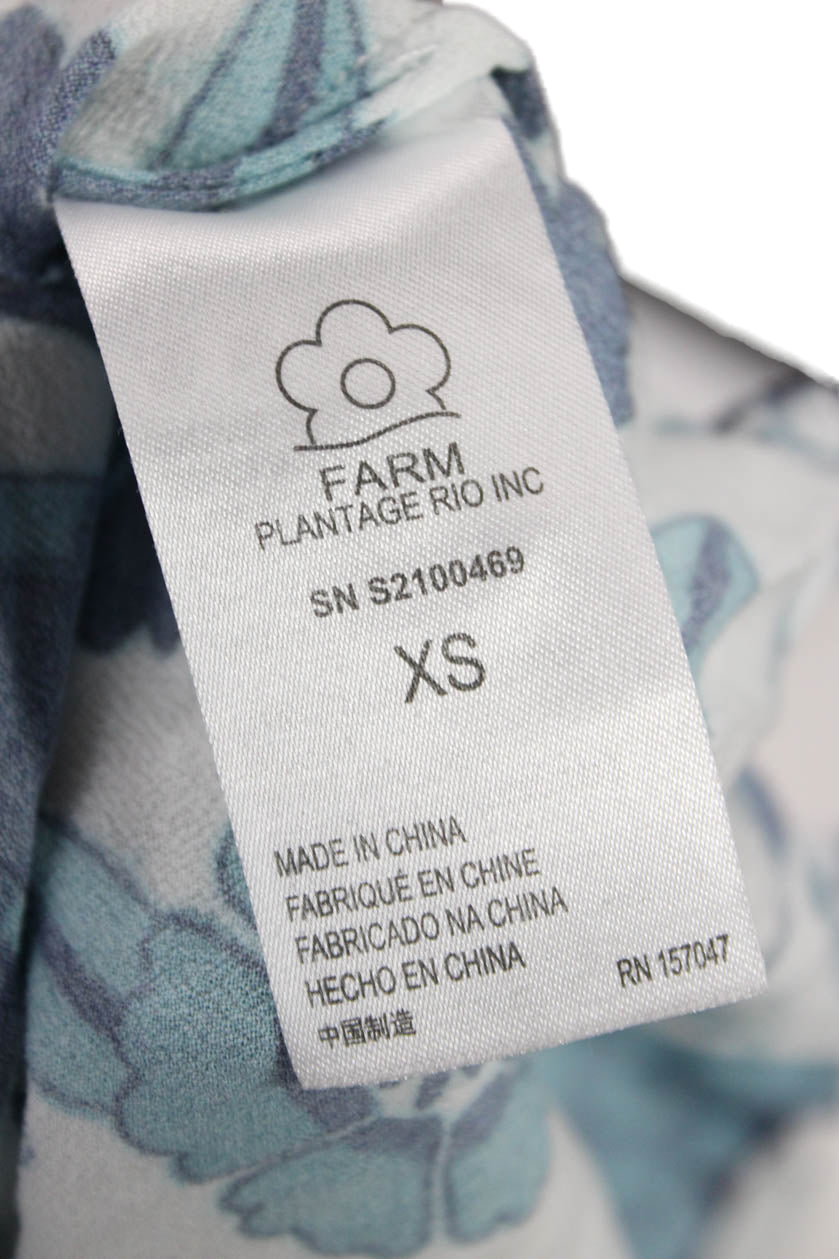 FARM
PLANTAGE RIO INC
SN S2100469
XS
MADE IN CHINA
FABRIQUÉ EN CHINE
FABRICADO NA CHINA
HECHO EN CHINA
中国制造
RN 157047